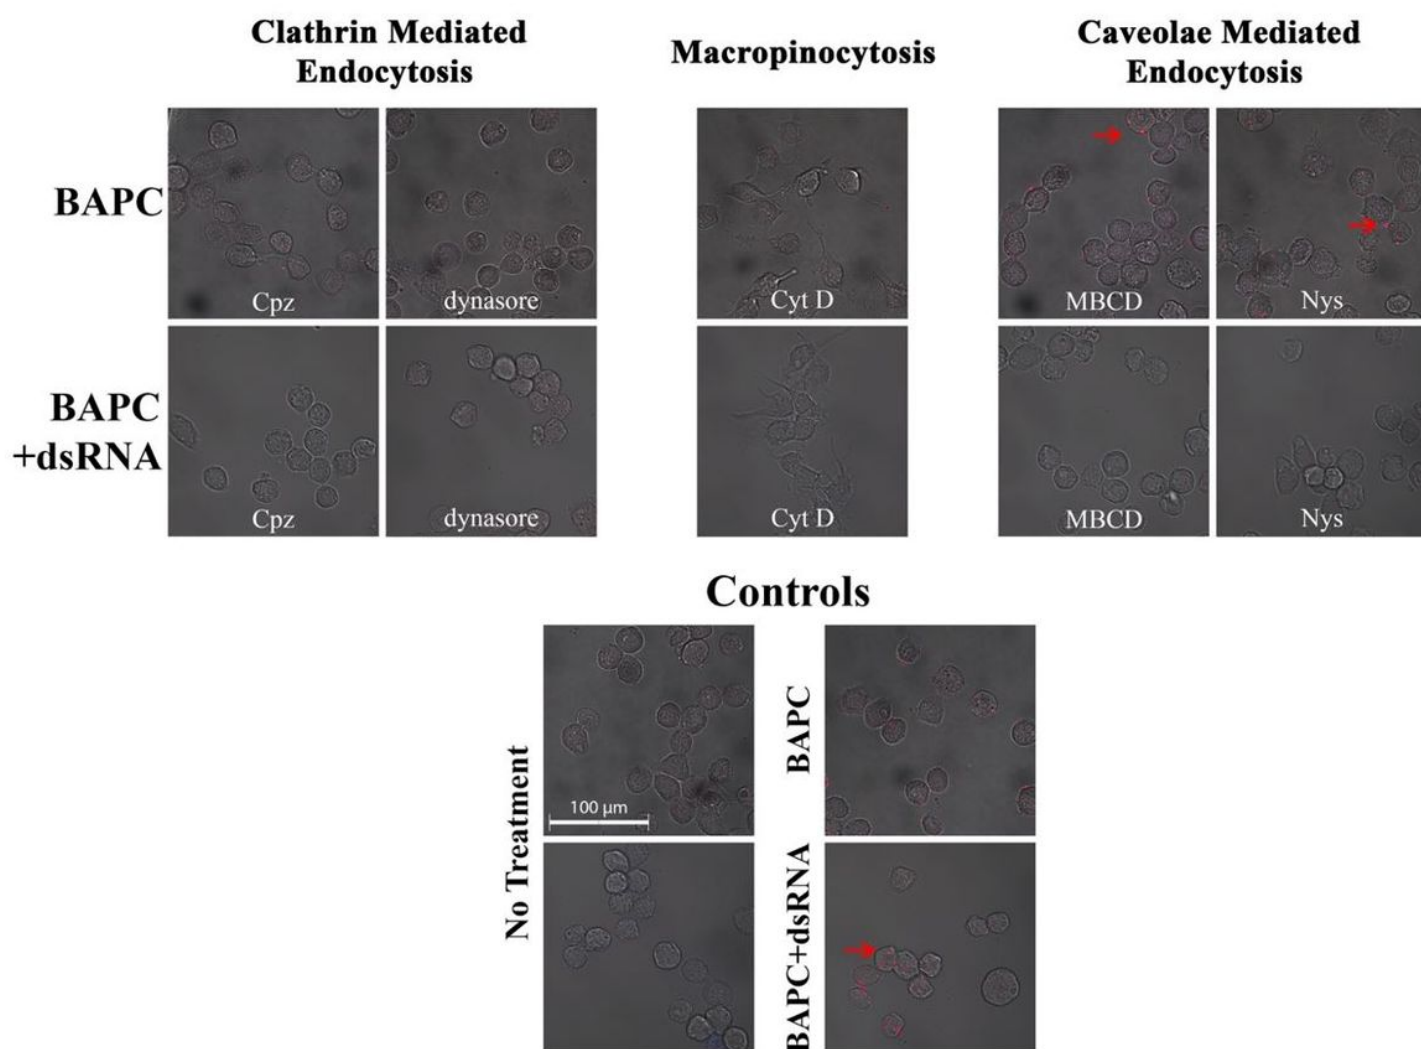 Clathrin Mediated
Endocytosis
Macropinocytosis
Caveolae Mediated
Endocytosis
BAPC
Cpz
dynasore
Cyt D
MBCD
Nys
BAPC
+dsRNA
Cpz
dynasore
Cyt D
MBCD
Nys
Controls
No Treatment
100 µm
BAPC
BAPC+dsRNA